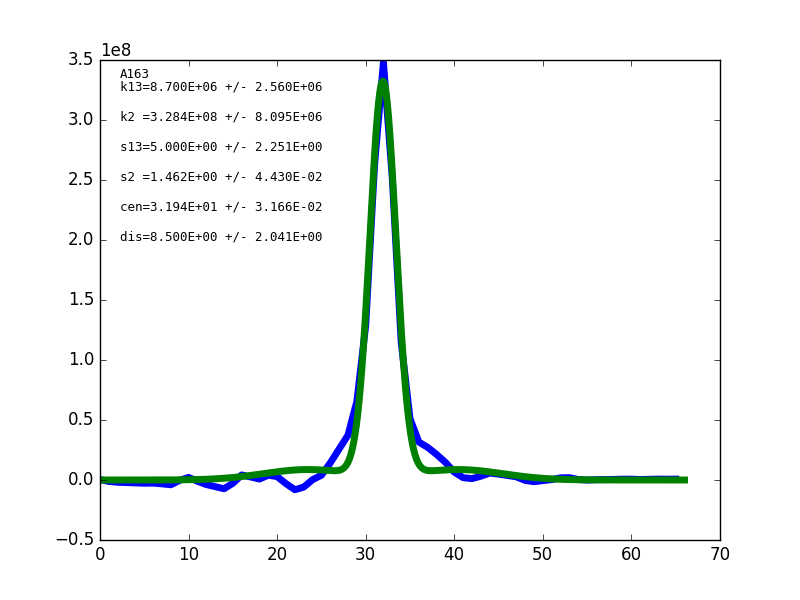 1e8
A163
k13=8.700E+06 +/- 2.560E+06
k2 =3.284E+08 +/- 8.095E+06
s13=5.000E+00 +/- 2.251E+00
s2 =1.462E+00 +/- 4.430E-02
cen=3.194E+01 +/- 3.166E-02
dis=8.500E+00 +/- 2.041E+00
3.5
3.0
2.5
2.0
1.5
1.0
0.5
0.0
−0.5
0 10 20 30 40 50 60 70